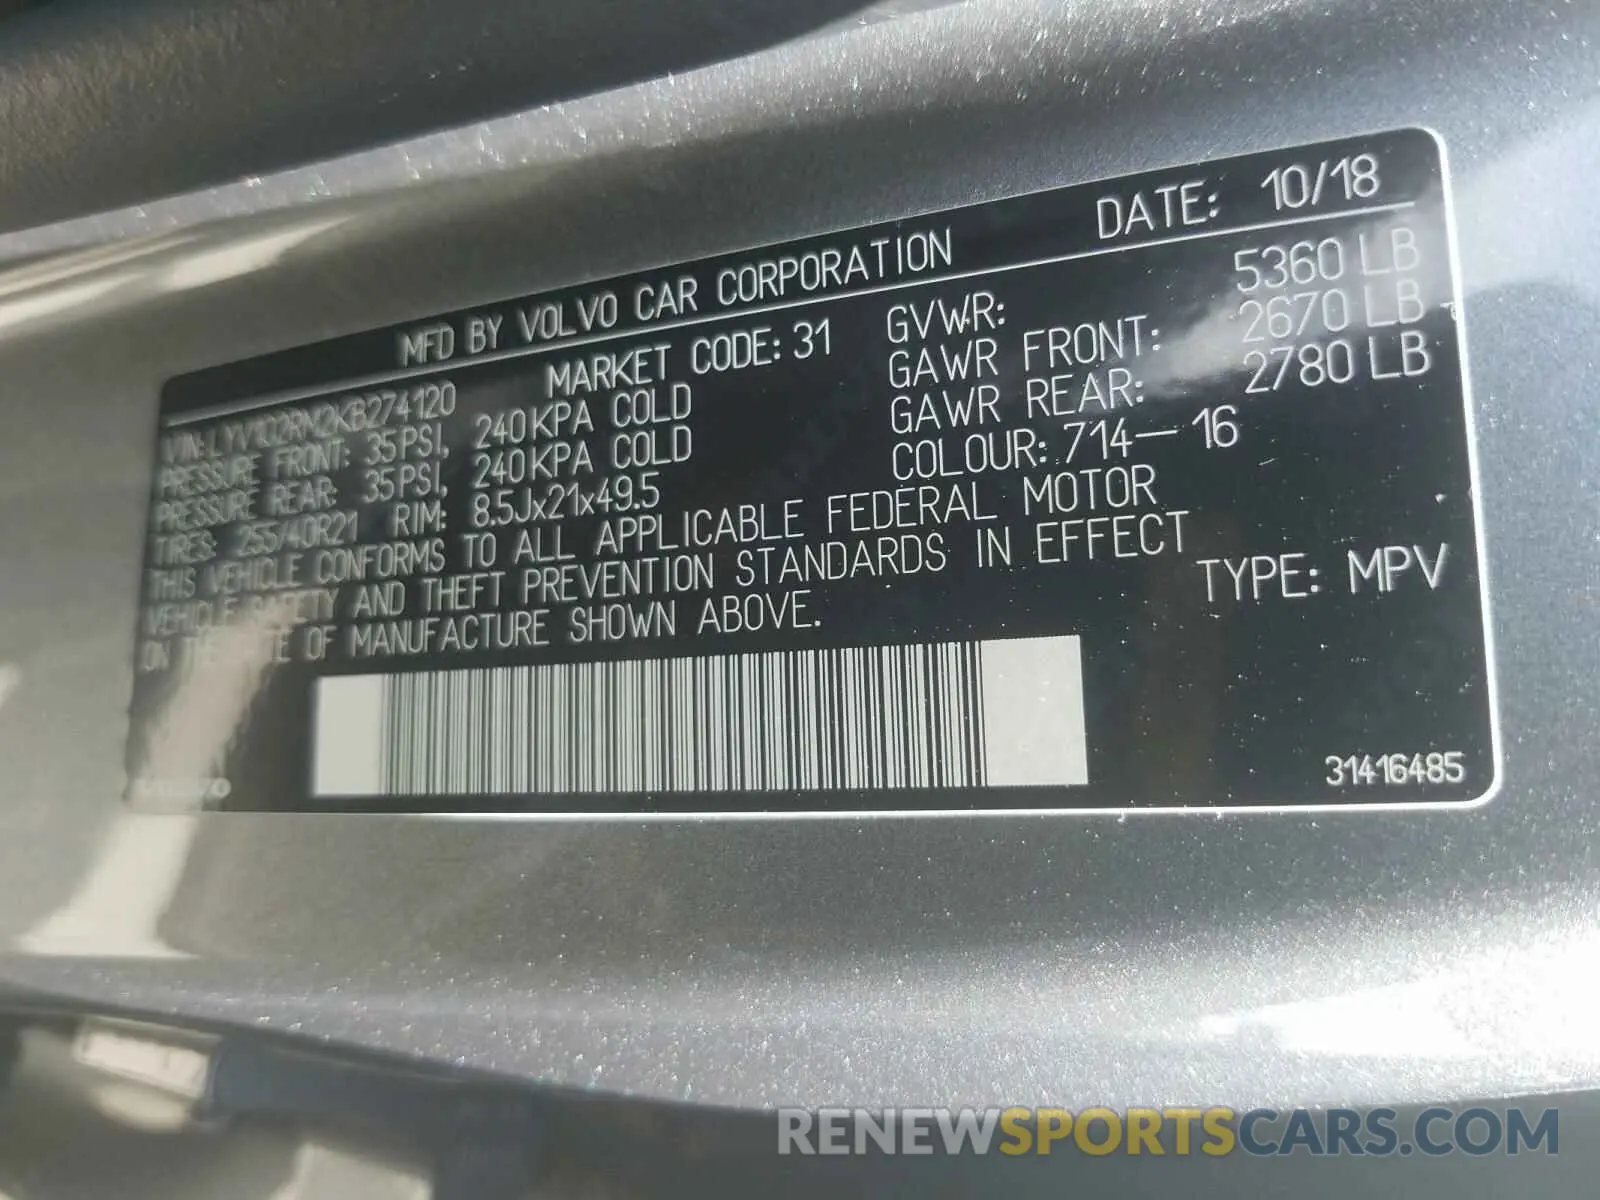 MFD BY VOLVO CAR CORPORATION DATE: 10/18
MARKET CODE: 31 GVWR: 5360 LB
VIN: LYV102RM2KB274120 GAWR FRONT: 2670 LB
PRESSURE FRONT: 35PSI, 240KPA COLD GAWR REAR: 2780 LB
PRESSURE REAR: 35PSI, 240KPA COLD COLOUR: 714-16
TIRES: 255/40R21 RIM: 8.5Jx21x49.5
THIS VEHICLE CONFORMS TO ALL APPLICABLE FEDERAL MOTOR
VEHICLE SAFETY AND THEFT PREVENTION STANDARDS IN EFFECT
ON THE DATE OF MANUFACTURE SHOWN ABOVE.
TYPE: MPV
31416485
VOLVO
RENEWSPORTSCARS.COM